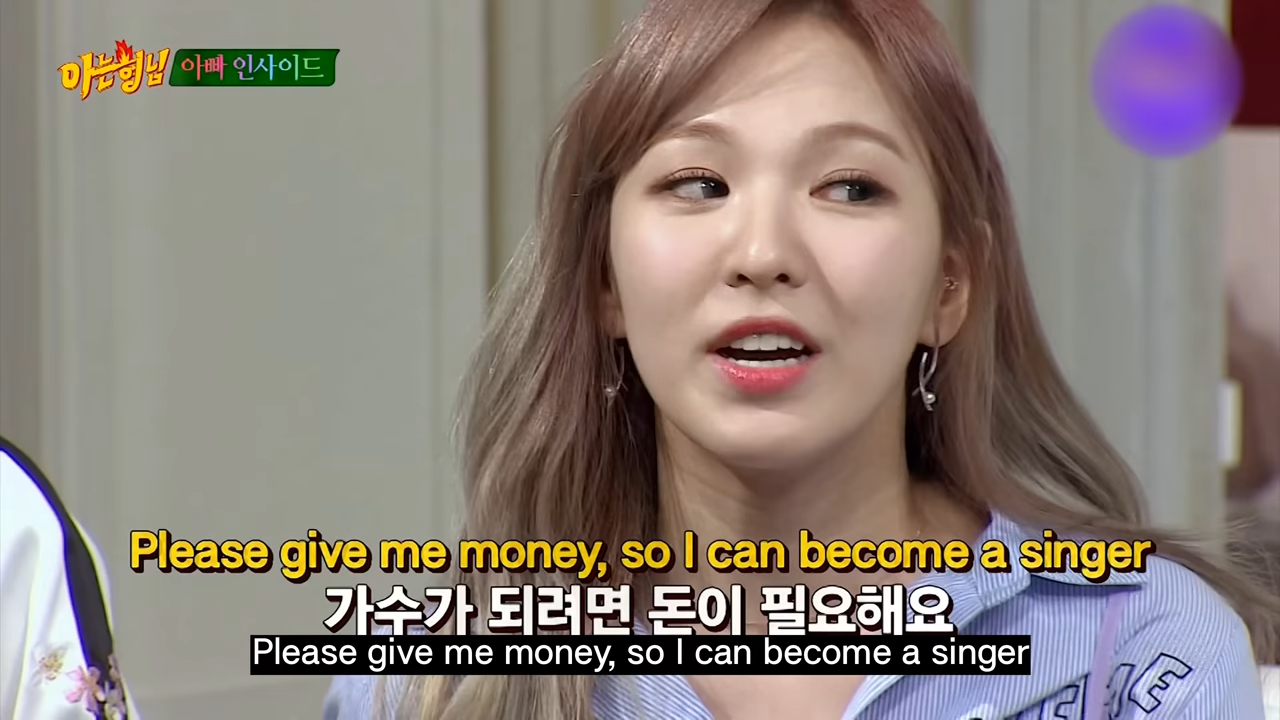 아는형님 아빠 인사이드
Please give me money, so I can become a singer
가수가 되려면 돈이 필요해요
Please give me money, so I can become a singer